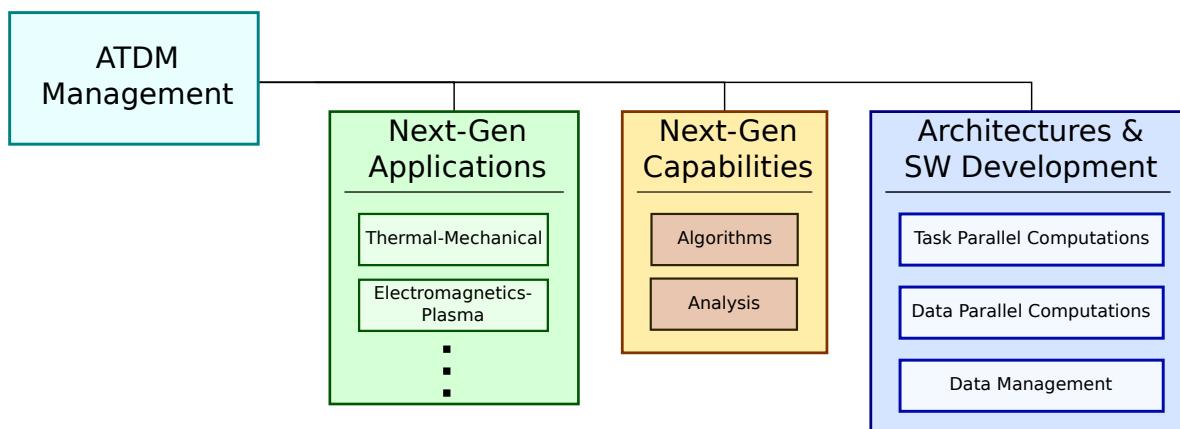 ATDM
Management
Next-Gen
Applications
Thermal-Mechanical
Electromagnetics-
Plasma
Next-Gen
Capabilities
Algorithms
Analysis
Architectures &
SW Development
Task Parallel Computations
Data Parallel Computations
Data Management